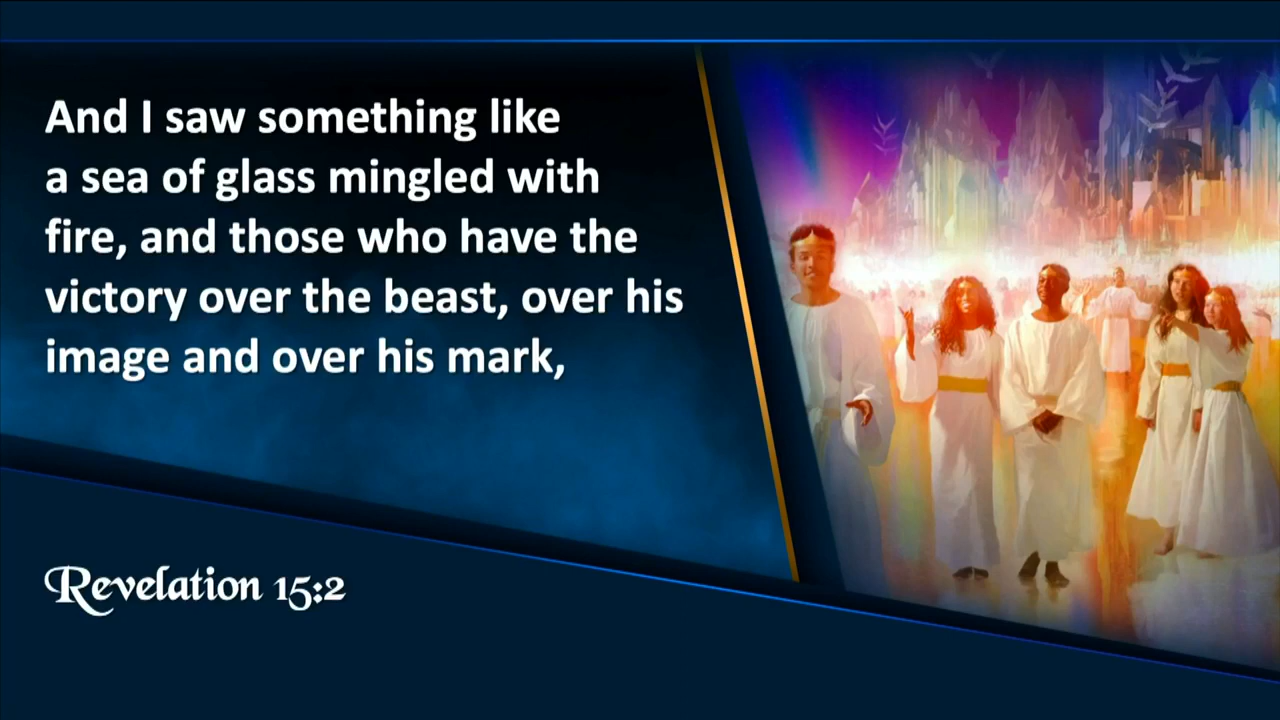 And I saw something like
a sea of glass mingled with
fire, and those who have the
victory over the beast, over his
image and over his mark,
Revelation 15:2